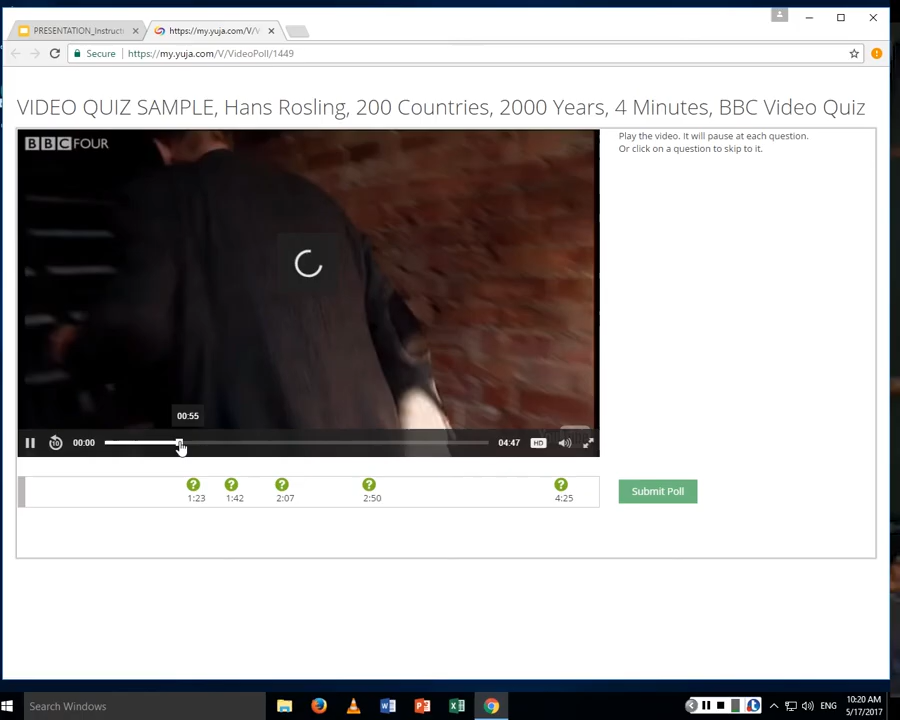 PRESENTATION_Instructi
https://my.yuja.com/V/V
Secure
https://my.yuja.com/V/VideoPoll/1449
VIDEO QUIZ SAMPLE, Hans Rosling, 200 Countries, 2000 Years, 4 Minutes, BBC Video Quiz
BBC FOUR
Play the video. It will pause at each question.
Or click on a question to skip to it.
00:55
10
00:00
04:47
HD
? ? ? ? ?
1:23 1:42 2:07 2:50 4:25
Submit Poll
Search Windows
ENG
10:20 AM
5/17/2017